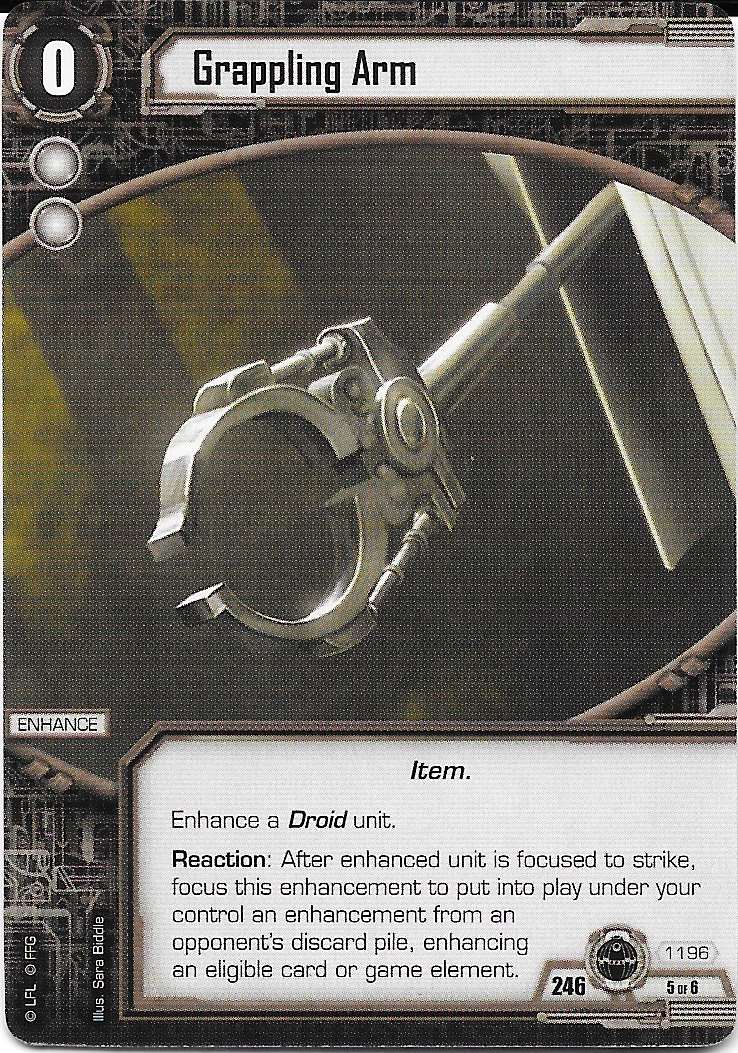 0
Grappling Arm
ENHANCE
Item.
Enhance a Droid unit.
Reaction: After enhanced unit is focused to strike,
focus this enhancement to put into play under your
control an enhancement from an
opponent's discard pile, enhancing
an eligible card or game element.
© LFL © FFG
Illus. Sara Biddle
246
1196
5 OF 6